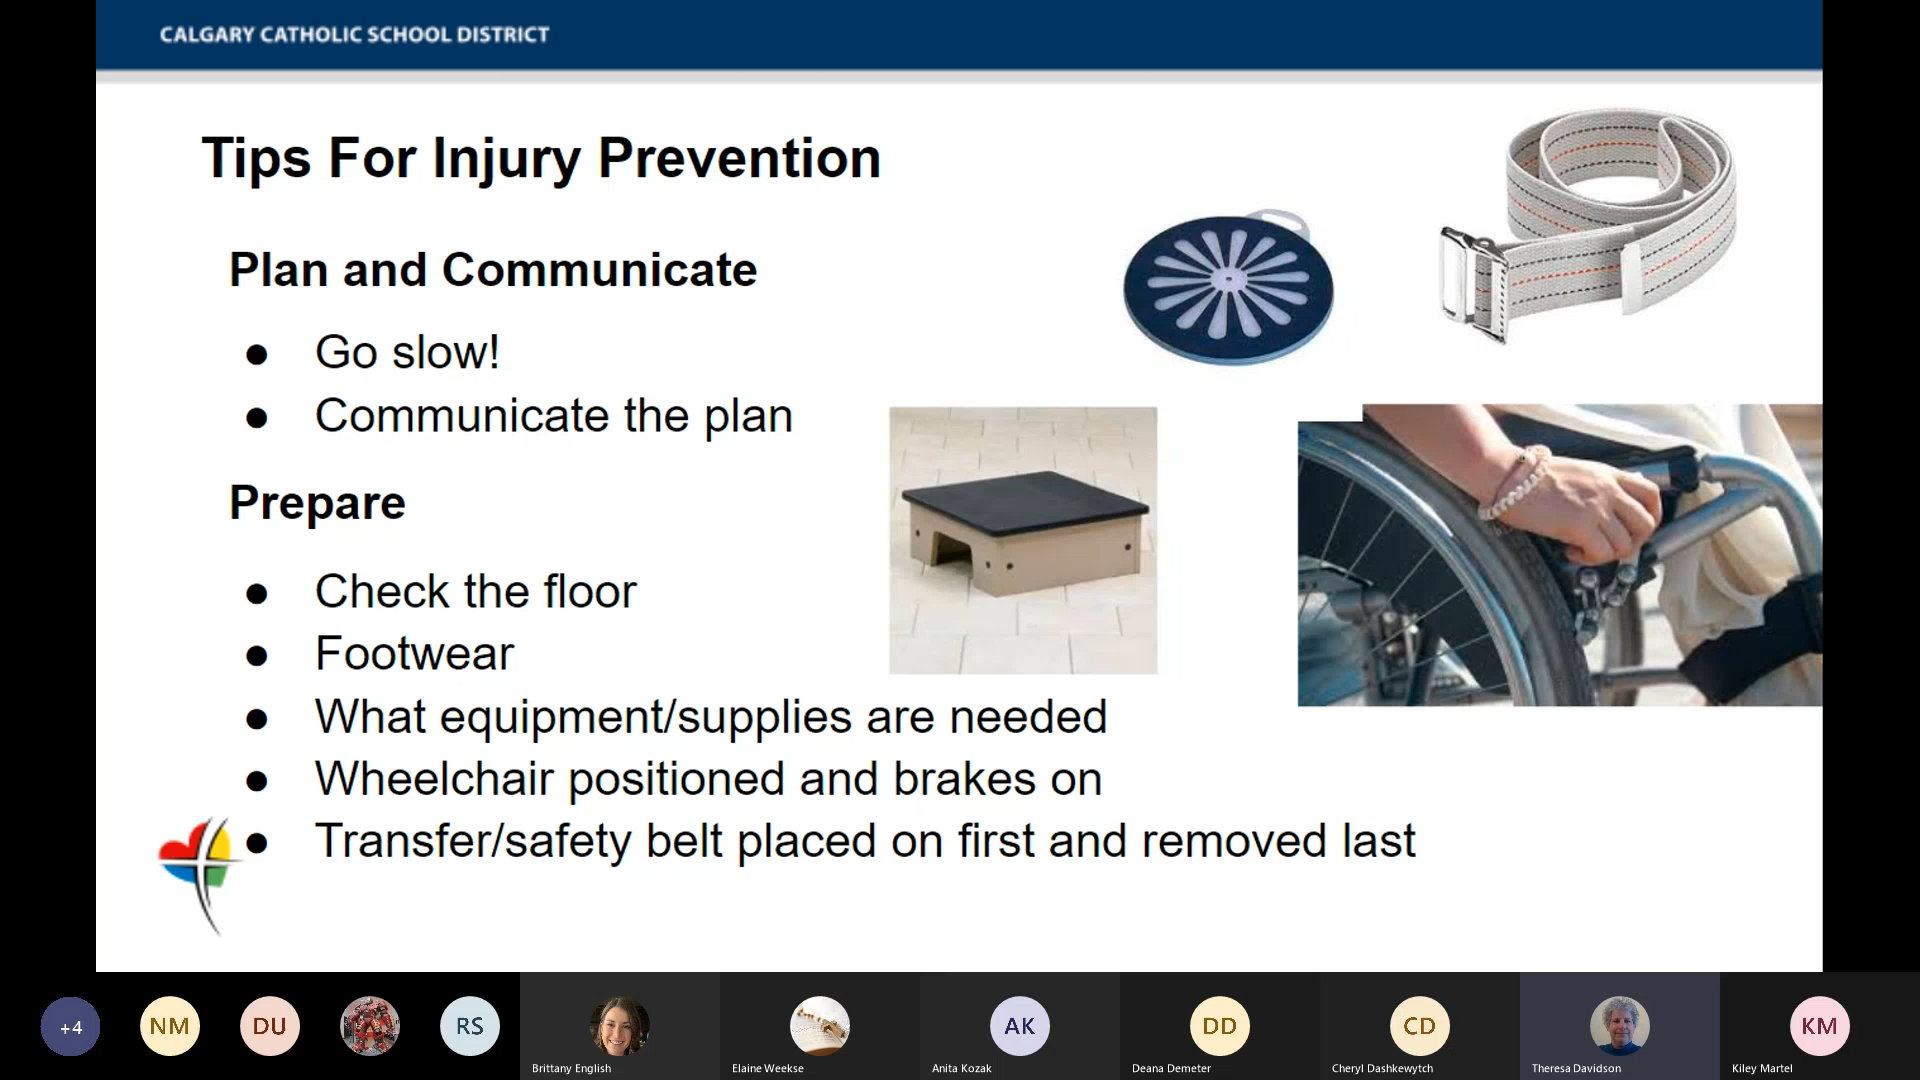 CALGARY CATHOLIC SCHOOL DISTRICT
Tips For Injury Prevention
Plan and Communicate
● Go slow!
● Communicate the plan
Prepare
● Check the floor
● Footwear
● What equipment/supplies are needed
● Wheelchair positioned and brakes on
● Transfer/safety belt placed on first and removed last
+4
NM
DU
RS
Brittany English
Elaine Weekse
AK
Anita Kozak
DD
Deana Demeter
CD
Cheryl Dashkewytch
Theresa Davidson
KM
Kiley Martel